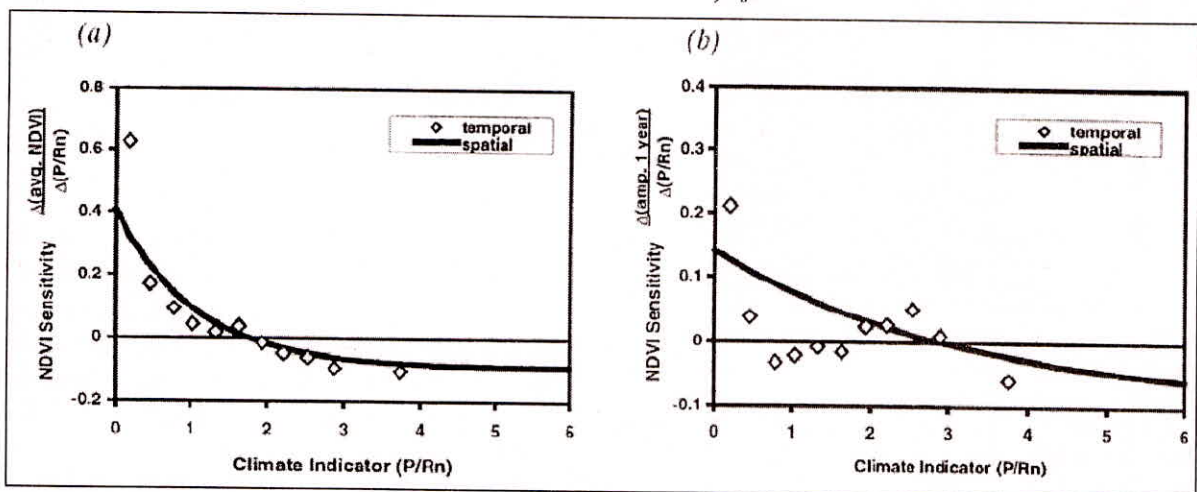 (a)
0.8
0.6
0.4
0.2
0
-0.2
NDVI Sensitivity
Δ(avg. NDVI)
Δ(P/Rn)
temporal
spatial
0 1 2 3 4 5 6
Climate Indicator (P/Rn)
(b)
0.4
0.3
0.2
0.1
0
-0.1
NDVI Sensitivity
Δ(amp. 1 year)
Δ(P/Rn)
temporal
spatial
0 1 2 3 4 5 6
Climate Indicator (P/Rn)